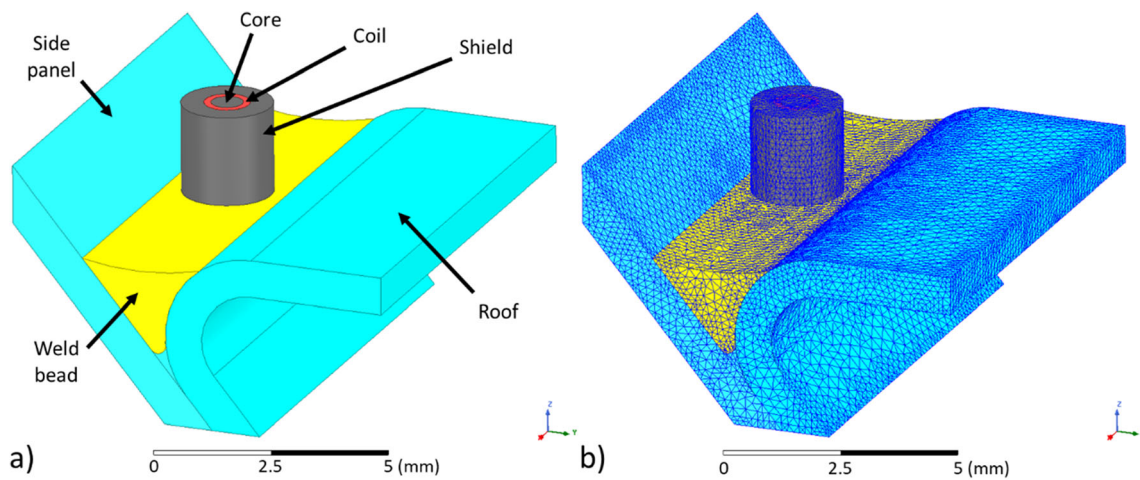 Core
Coil
Side
panel
Shield
Roof
Weld
bead
Z
Y
a)
0 2.5 5 (mm)
Z
Y
b)
0 2.5 5 (mm)